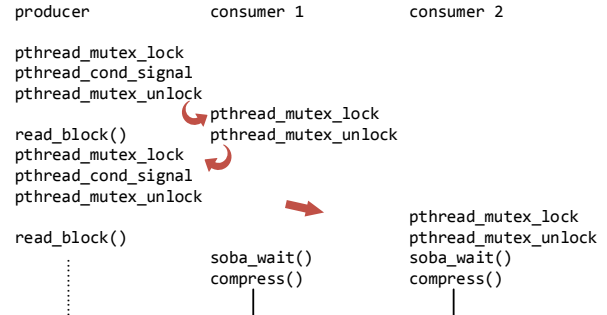 producer consumer 1 consumer 2
pthread_mutex_lock
pthread_cond_signal
pthread_mutex_unlock
pthread_mutex_lock
read_block() pthread_mutex_unlock
pthread_mutex_lock
pthread_cond_signal
pthread_mutex_unlock
pthread_mutex_lock
read_block() pthread_mutex_unlock
soba_wait() soba_wait()
compress() compress()